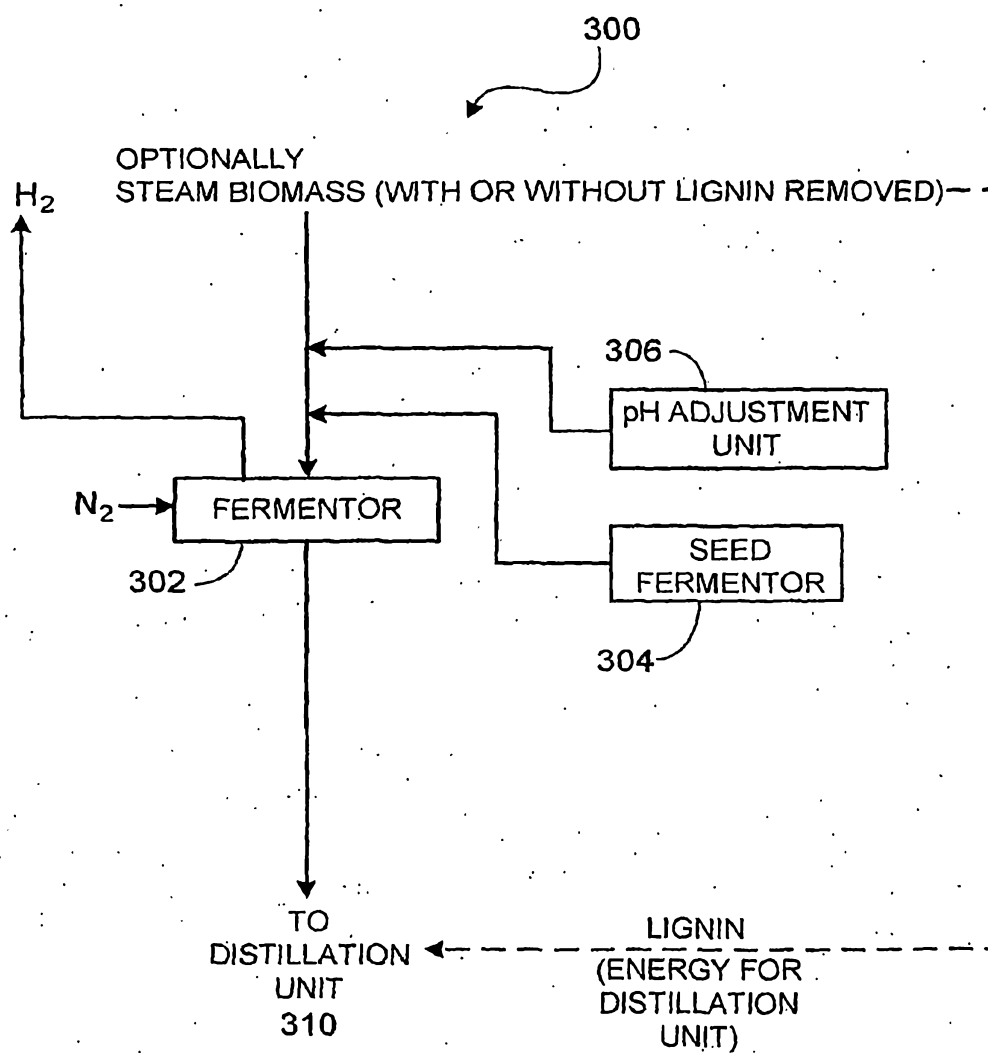 300
OPTIONALLY
STEAM BIOMASS (WITH OR WITHOUT LIGNIN REMOVED)
H2
306
pH ADJUSTMENT
UNIT
N2
FERMENTOR
302
SEED
FERMENTOR
304
TO
DISTILLATION
UNIT
310
LIGNIN
(ENERGY FOR
DISTILLATION
UNIT)